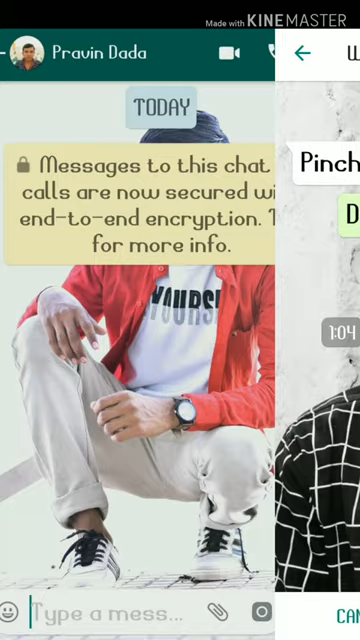 Made with KINEMASTER
Pravin Dada
W
TODAY
Messages to this chat
calls are now secured wi
end-to-end encryption. T
for more info.
Pinch
D
1:04
YOURS
Type a mess...
CAN